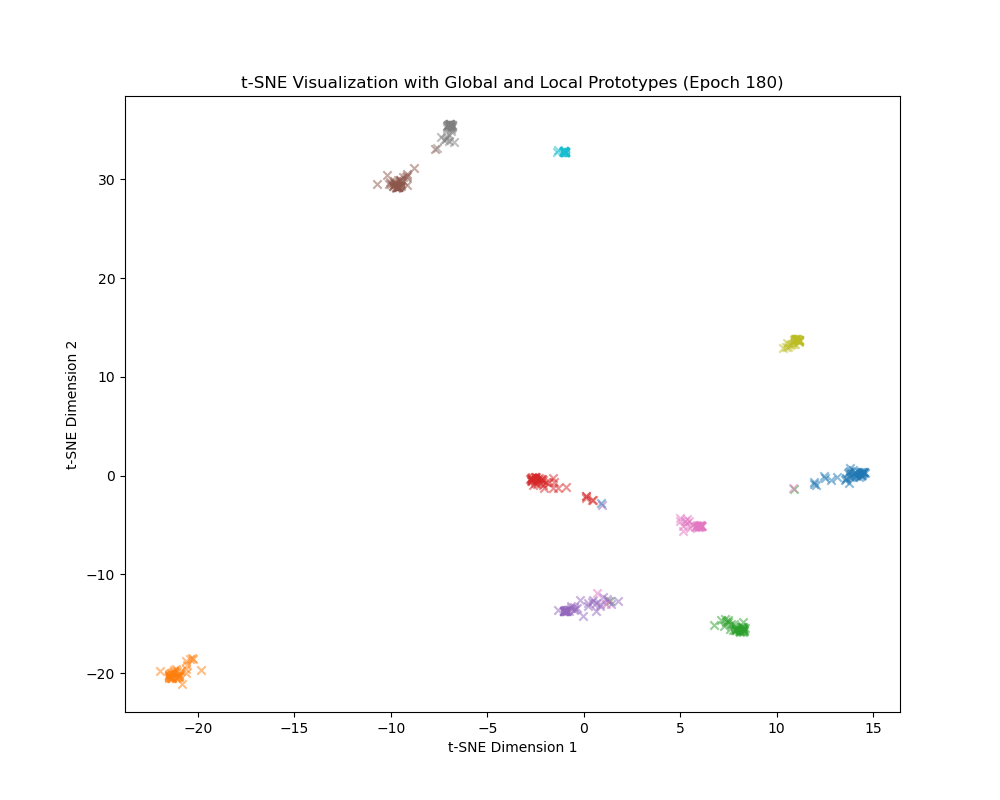 t-SNE Visualization with Global and Local Prototypes (Epoch 180)
30
20
10
0
−10
−20
t-SNE Dimension 2
−20 −15 −10 −5 0 5 10 15
t-SNE Dimension 1